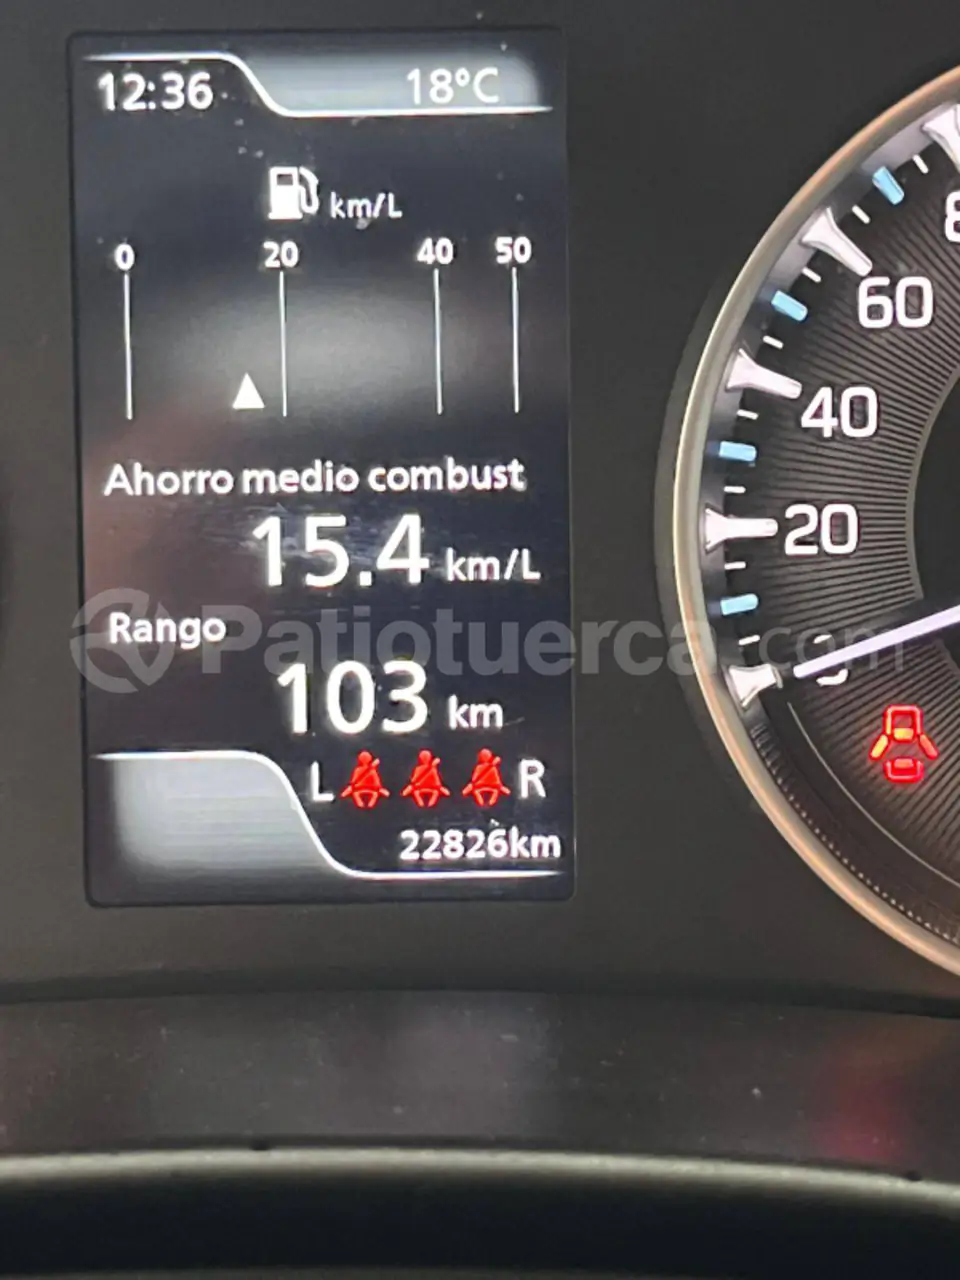 12:36 18°C
km/L
0 20 40 50
Ahorro medio combust
15.4 km/L
Rango
103 km
L R
22826km
60
40
20
0
Patiotuerca.com